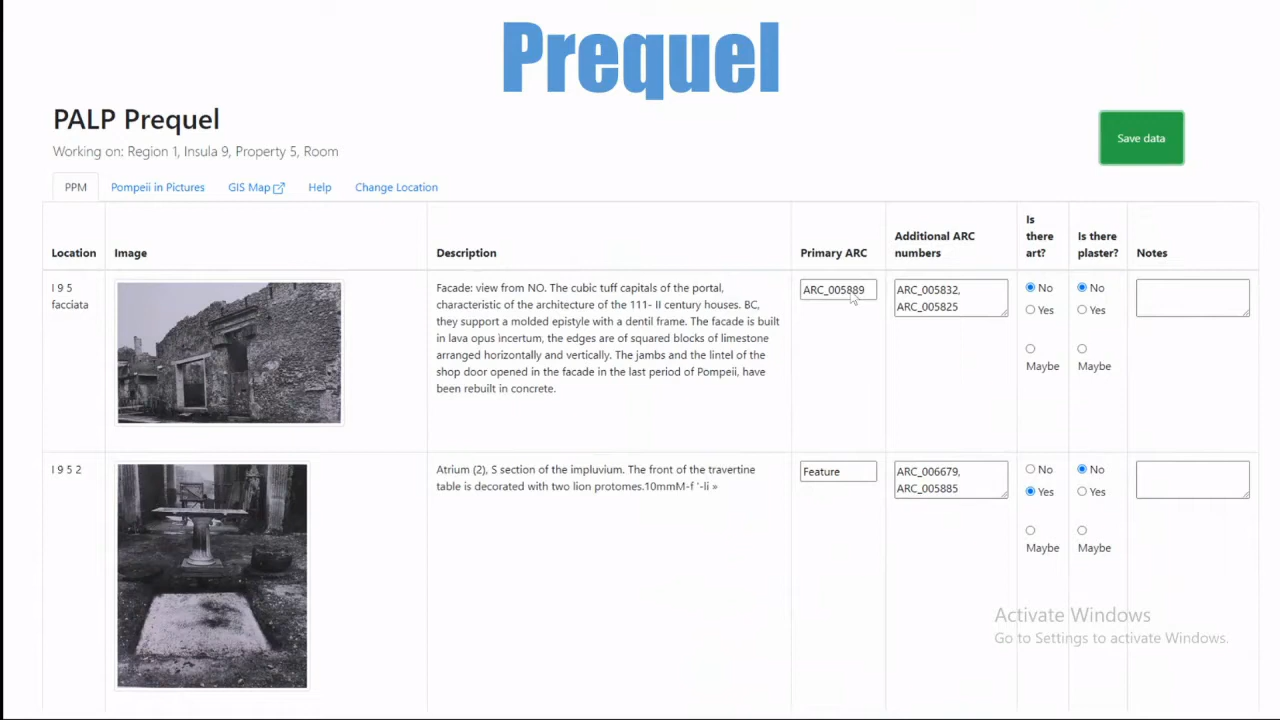 Prequel
PALP Prequel
Save data
Working on: Region 1, Insula 9, Property 5, Room
PPM
Pompeii in Pictures
GIS Map
Help
Change Location
Location
Image
Description
Primary ARC
Additional ARC
numbers
Is
there
art?
Is there
plaster?
Notes
I 9 5
facciata
Facade: view from NO. The cubic tuff capitals of the portal,
characteristic of the architecture of the 111- II century houses. BC,
they support a molded epistyle with a dentil frame. The facade is built
in lava opus incertum, the edges are of squared blocks of limestone
arranged horizontally and vertically. The jambs and the lintel of the
shop door opened in the facade in the last period of Pompeii, have
been rebuilt in concrete.
ARC_005889
ARC_005832,
ARC_005825
No
Yes
Maybe
No
Yes
Maybe
I 9 5 2
Atrium (2), S section of the impluvium. The front of the travertine
table is decorated with two lion protomes.10mmM-f '-li »
Feature
ARC_006679,
ARC_005885
No
Yes
Maybe
No
Yes
Maybe
Activate Windows
Go to Settings to activate Windows.